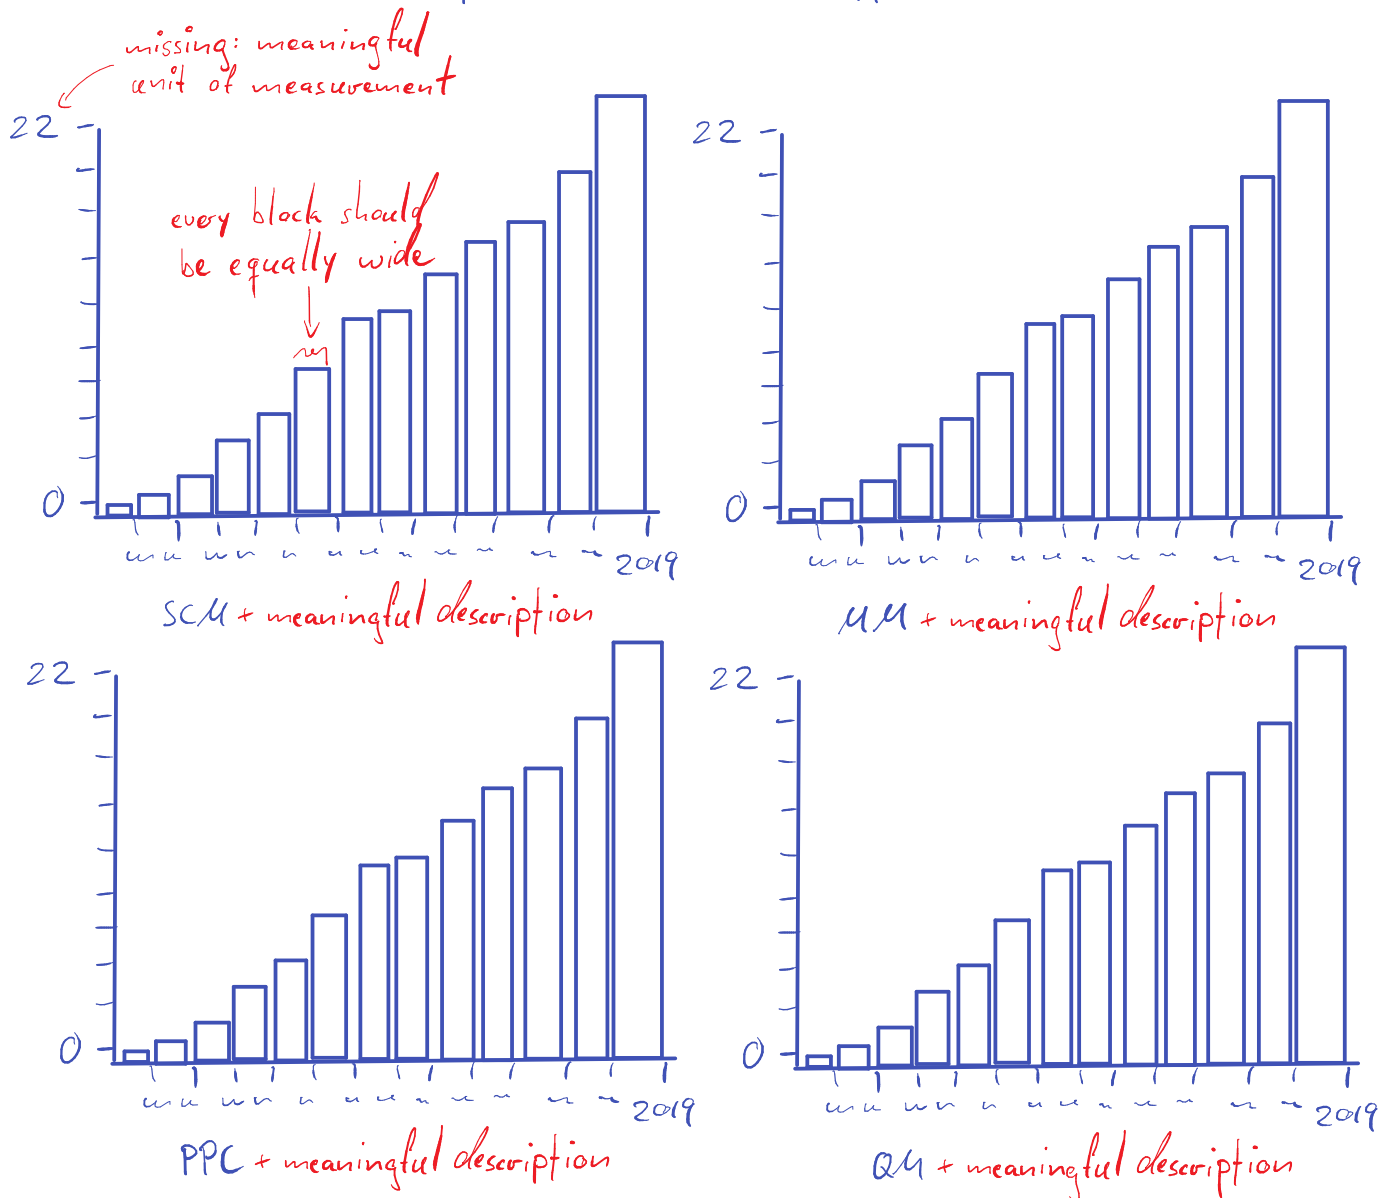 missing: meaningful
unit of measurement
22
22
every block should
be equally wide
0
0
2019
2019
SCM + meaningful description
MM + meaningful description
22
22
0
0
2019
2019
PPC + meaningful description
QM + meaningful description